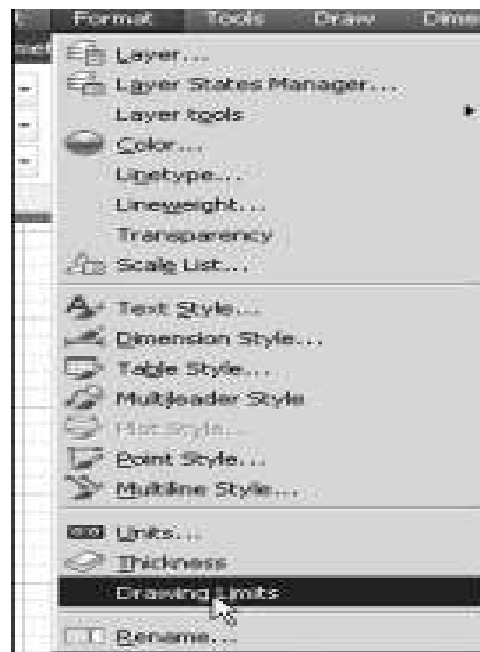 Format Tools Draw Dime
Layer...
Layer States Manager...
Layer tools
Color...
Linetype...
Lineweight...
Transparency
Scale List...
Text Style...
Dimension Style...
Table Style...
Multileader Style
Plot Style...
Point Style...
Multiline Style...
Units...
Thickness
Drawing Limits
Rename...